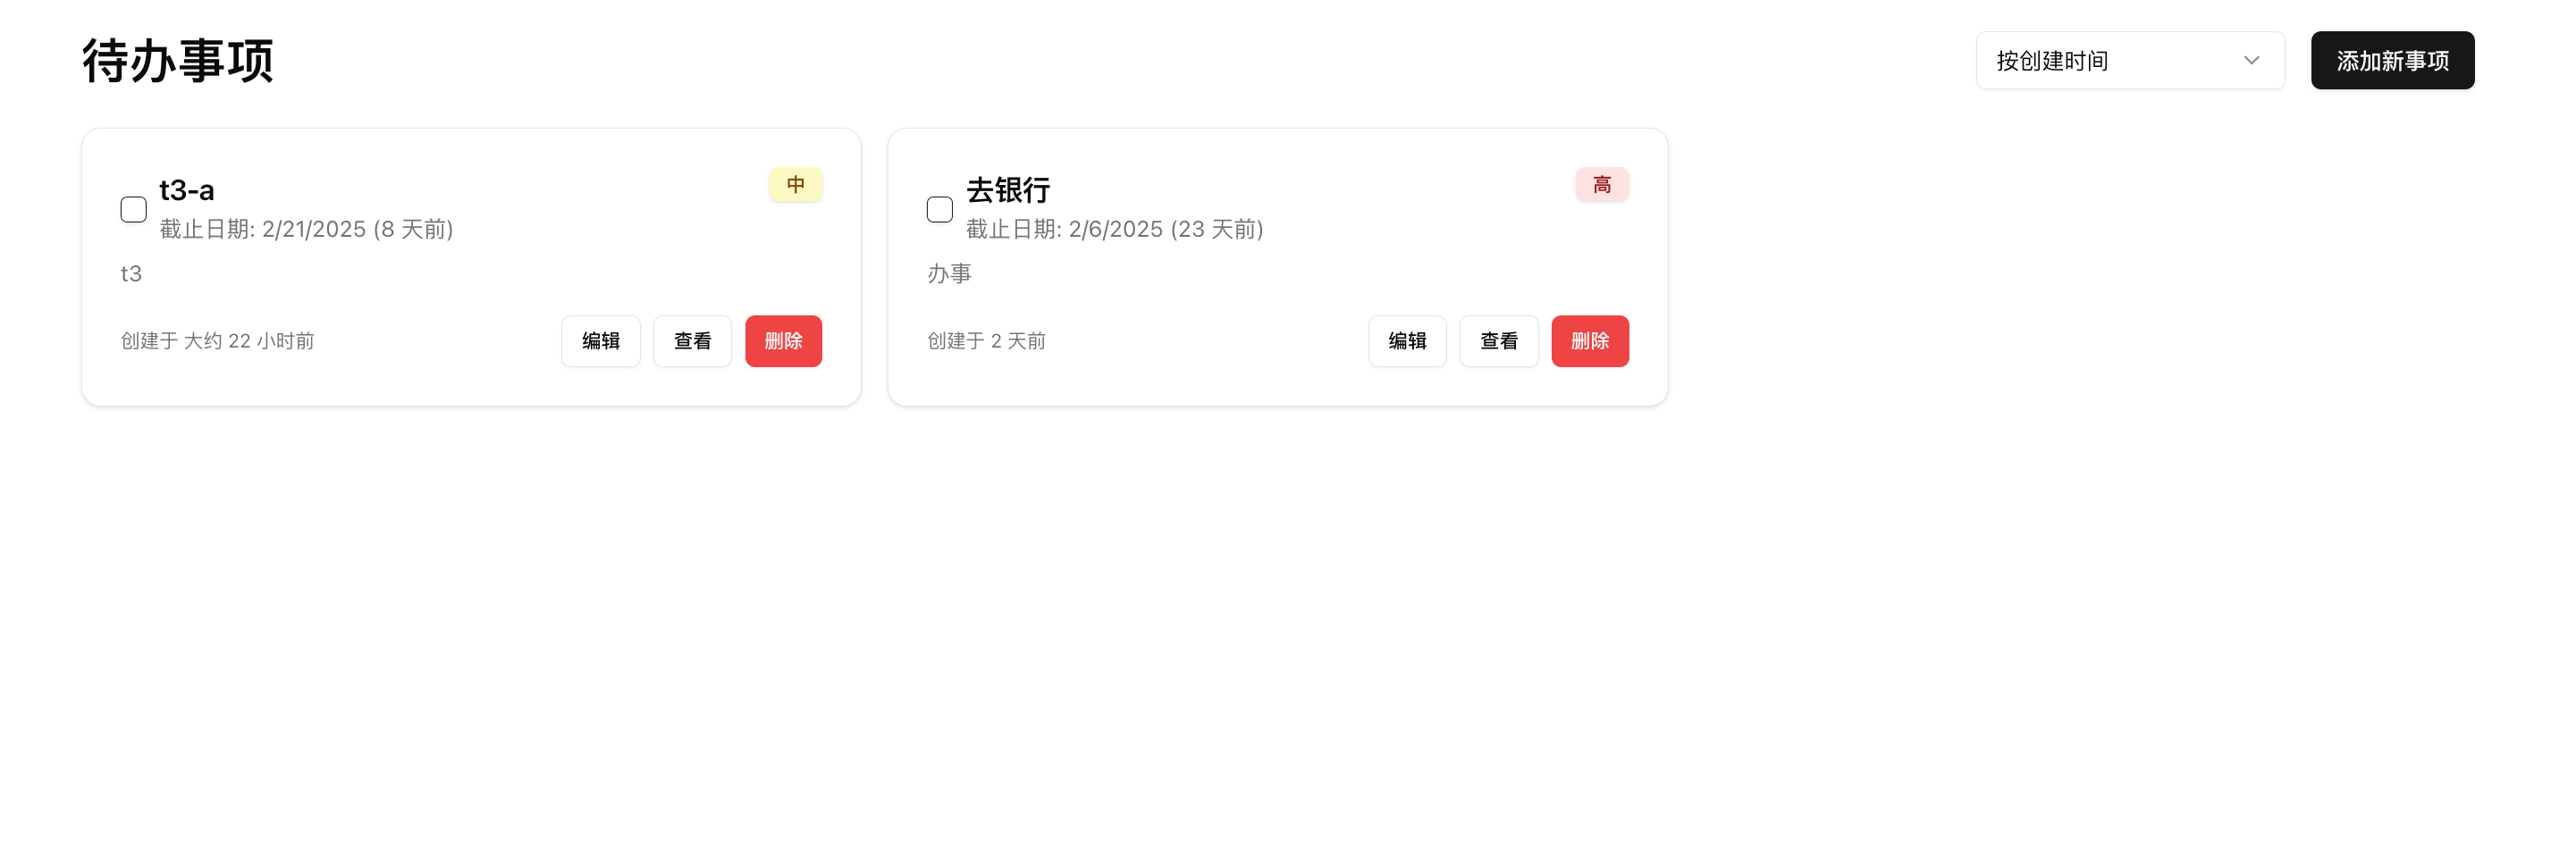 待办事项
按创建时间
添加新事项
t3-a
中
截止日期: 2/21/2025 (8 天前)
t3
创建于 大约 22 小时前
编辑
查看
删除
去银行
高
截止日期: 2/6/2025 (23 天前)
办事
创建于 2 天前
编辑
查看
删除